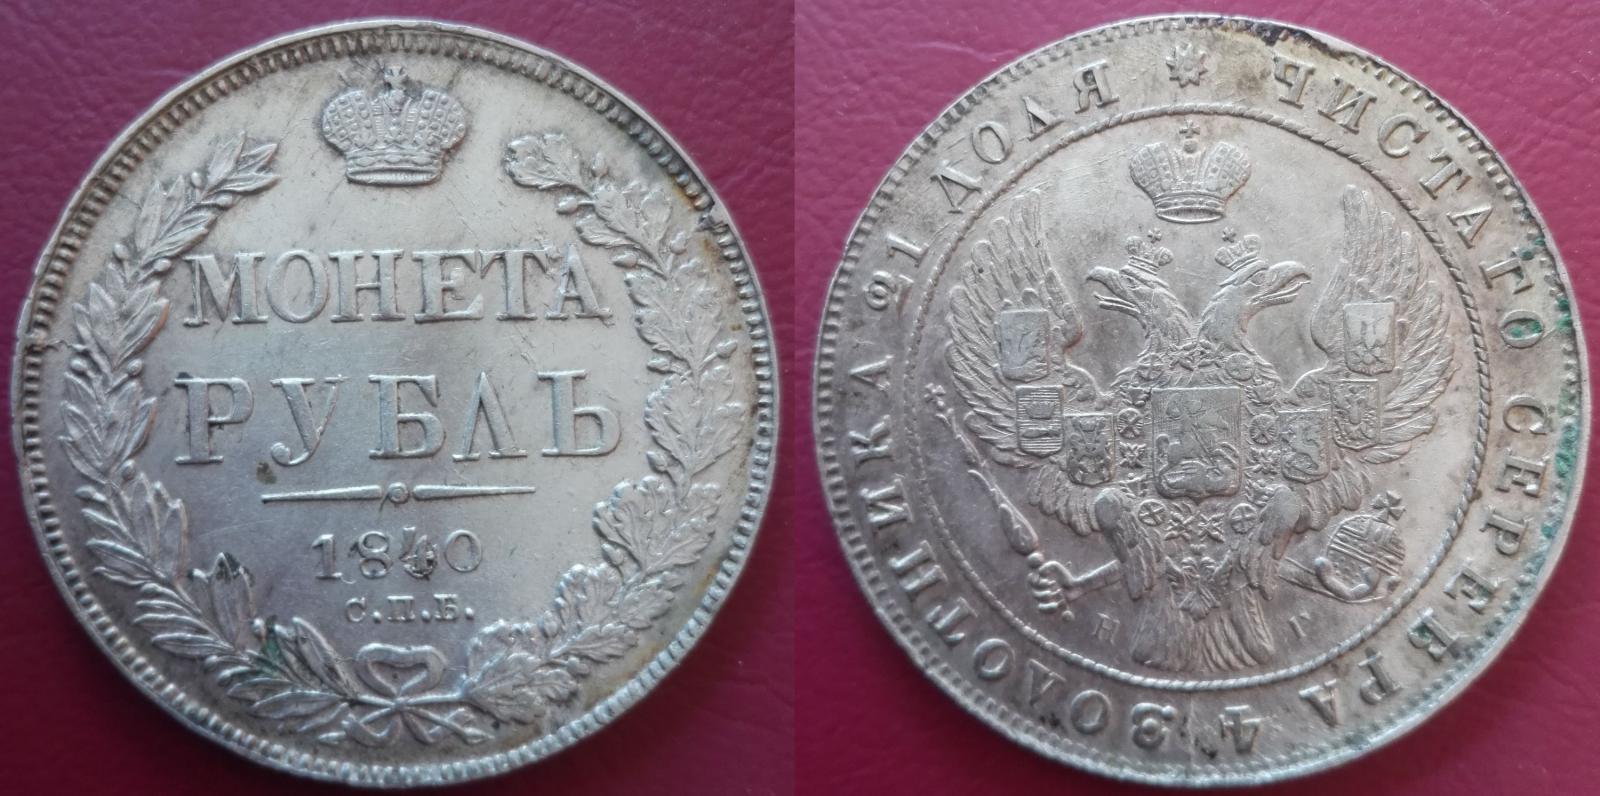 МОНЕТА
РУБЛЬ
1840
С.П.Б.
ЧИСТАГО СЕРЕБРА 4 ЗОЛОТНИКА 21 ДОЛЯ
Н Г